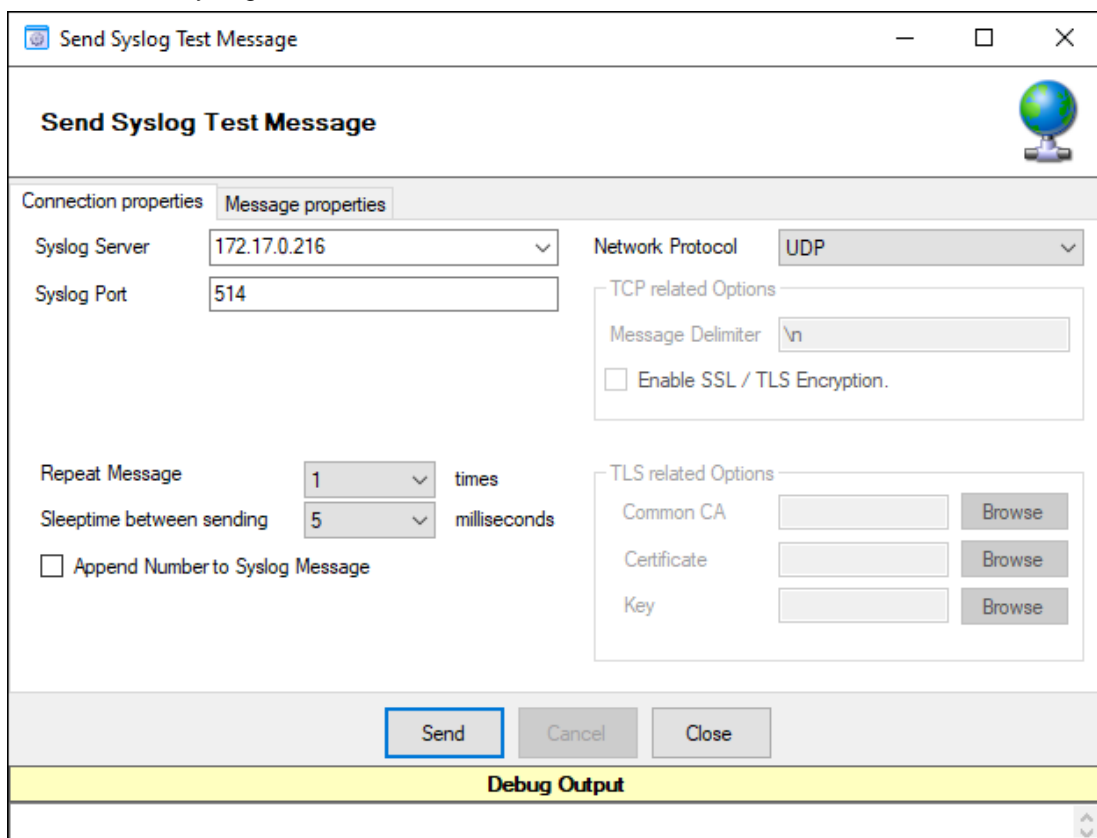 Send Syslog Test Message
Send Syslog Test Message
Connection properties Message properties
Syslog Server 172.17.0.216 Network Protocol UDP
Syslog Port 514 TCP related Options
Message Delimiter \n
Enable SSL / TLS Encryption.
Repeat Message 1 times TLS related Options
Sleeptime between sending 5 milliseconds Common CA Browse
Append Number to Syslog Message Certificate Browse
Key Browse
Send Cancel Close
Debug Output